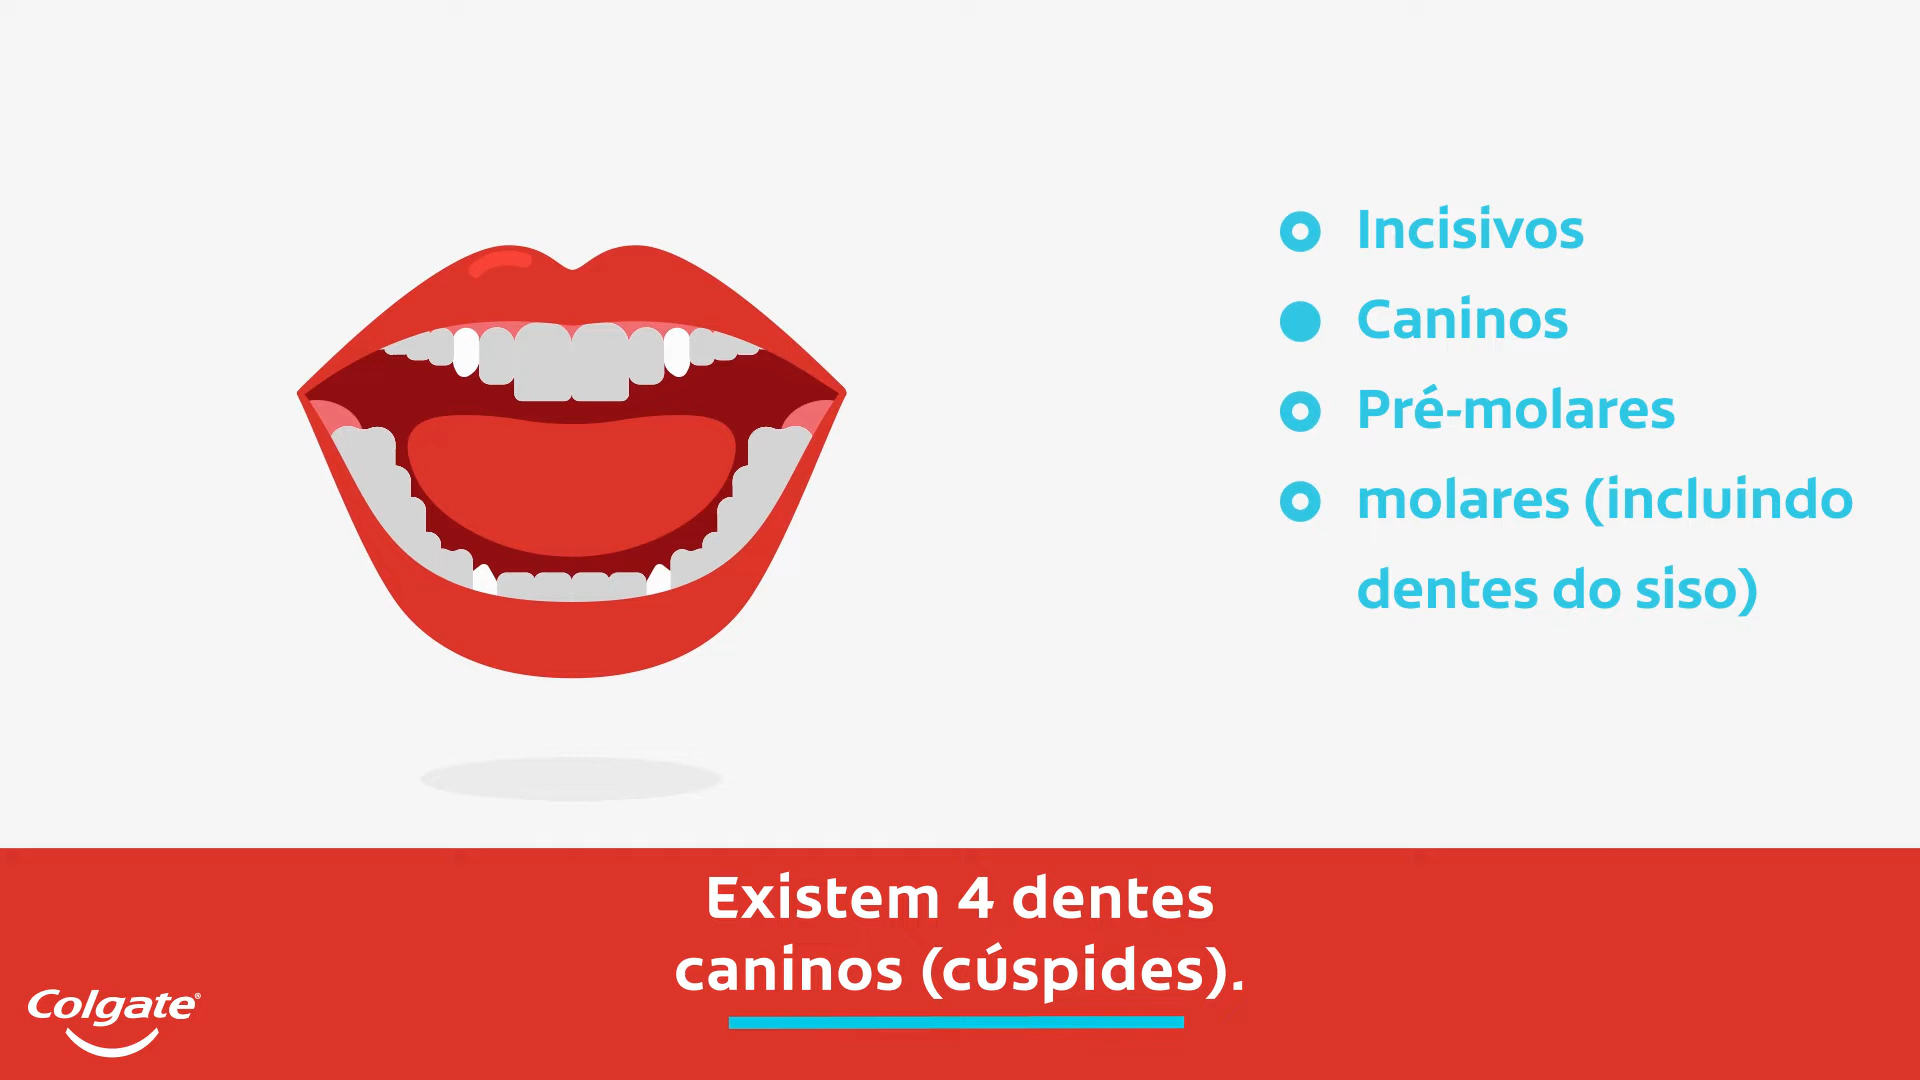 Incisivos
Caninos
Pré-molares
molares (incluindo
dentes do siso)
Existem 4 dentes
caninos (cúspides).
Colgate®